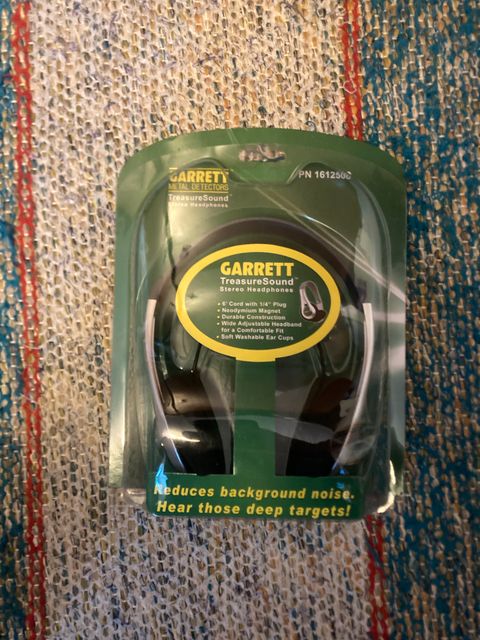 GARRETT
METAL DETECTORS
TreasureSound
Stereo Headphones
PN 1612500
GARRETT
TreasureSound™
Stereo Headphones
• 6' Cord with 1/4" Plug
• Neodymium Magnet
• Durable Construction
• Wide Adjustable Headband
for a Comfortable Fit
• Soft Washable Ear Cups
Reduces background noise.
Hear those deep targets!